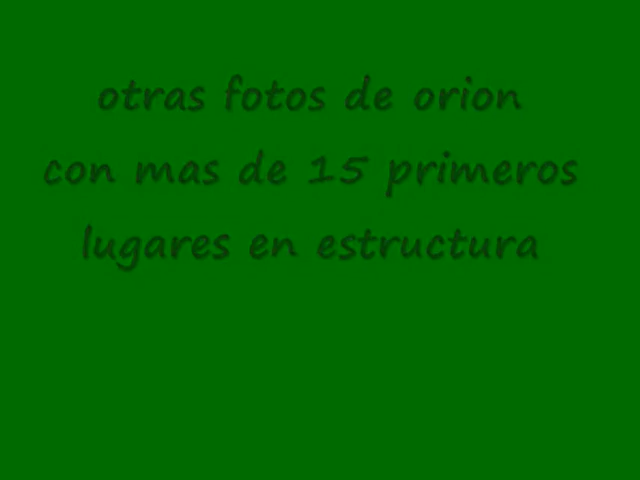 otras fotos de orion
con mas de 15 primeros
lugares en estructura